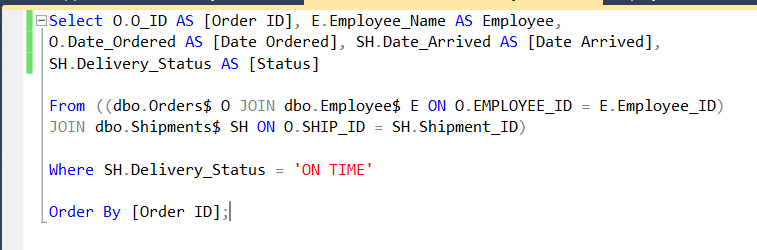 Select O.O_ID AS [Order ID], E.Employee_Name AS Employee,
O.Date_Ordered AS [Date Ordered], SH.Date_Arrived AS [Date Arrived],
SH.Delivery_Status AS [Status]
From ((dbo.Orders$ O JOIN dbo.Employee$ E ON O.EMPLOYEE_ID = E.Employee_ID)
JOIN dbo.Shipments$ SH ON O.SHIP_ID = SH.Shipment_ID)
Where SH.Delivery_Status = 'ON TIME'
Order By [Order ID];